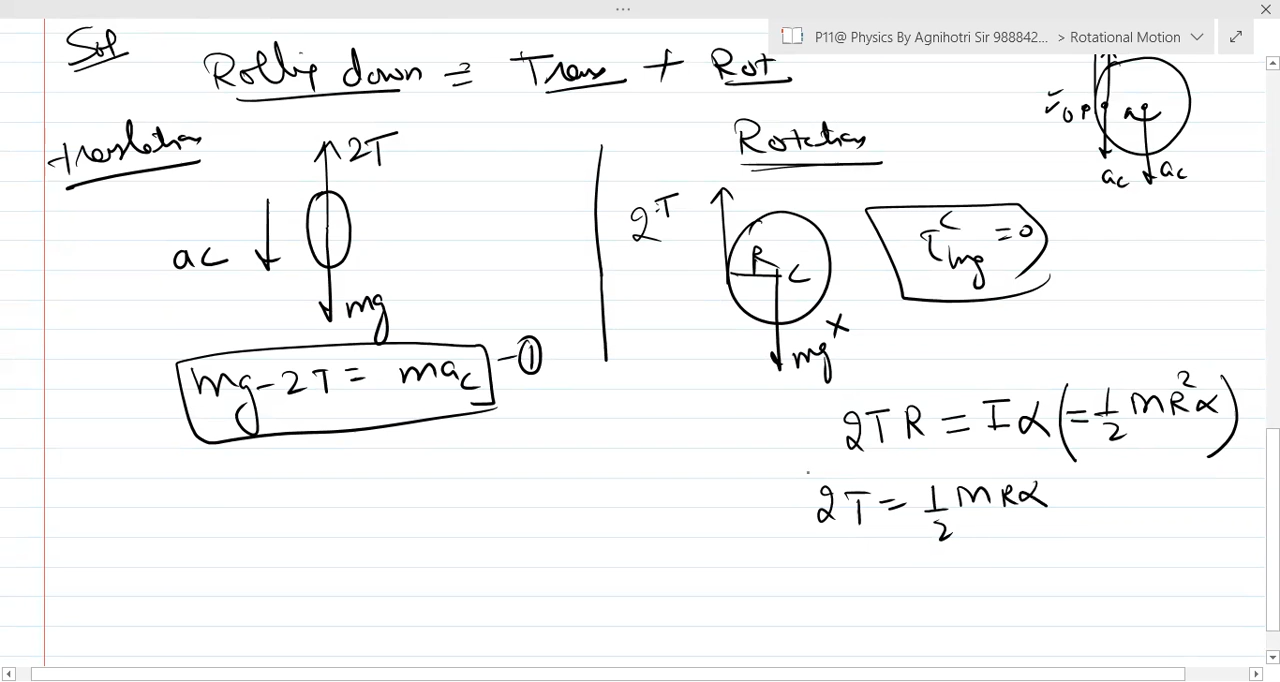 ...
P11@ Physics By Agnihotri Sir 988842... > Rotational Motion
Sol
Rolling down = Trans + Rot
Translation
2T
ac
mg
mg - 2T = mac - ①
Rotation
2T
R
C
mg ×
τ^C_mg = 0
2TR = Iα (= 1/2 mR²α)
2T = 1/2 mRα
✓ OP
ac
ac